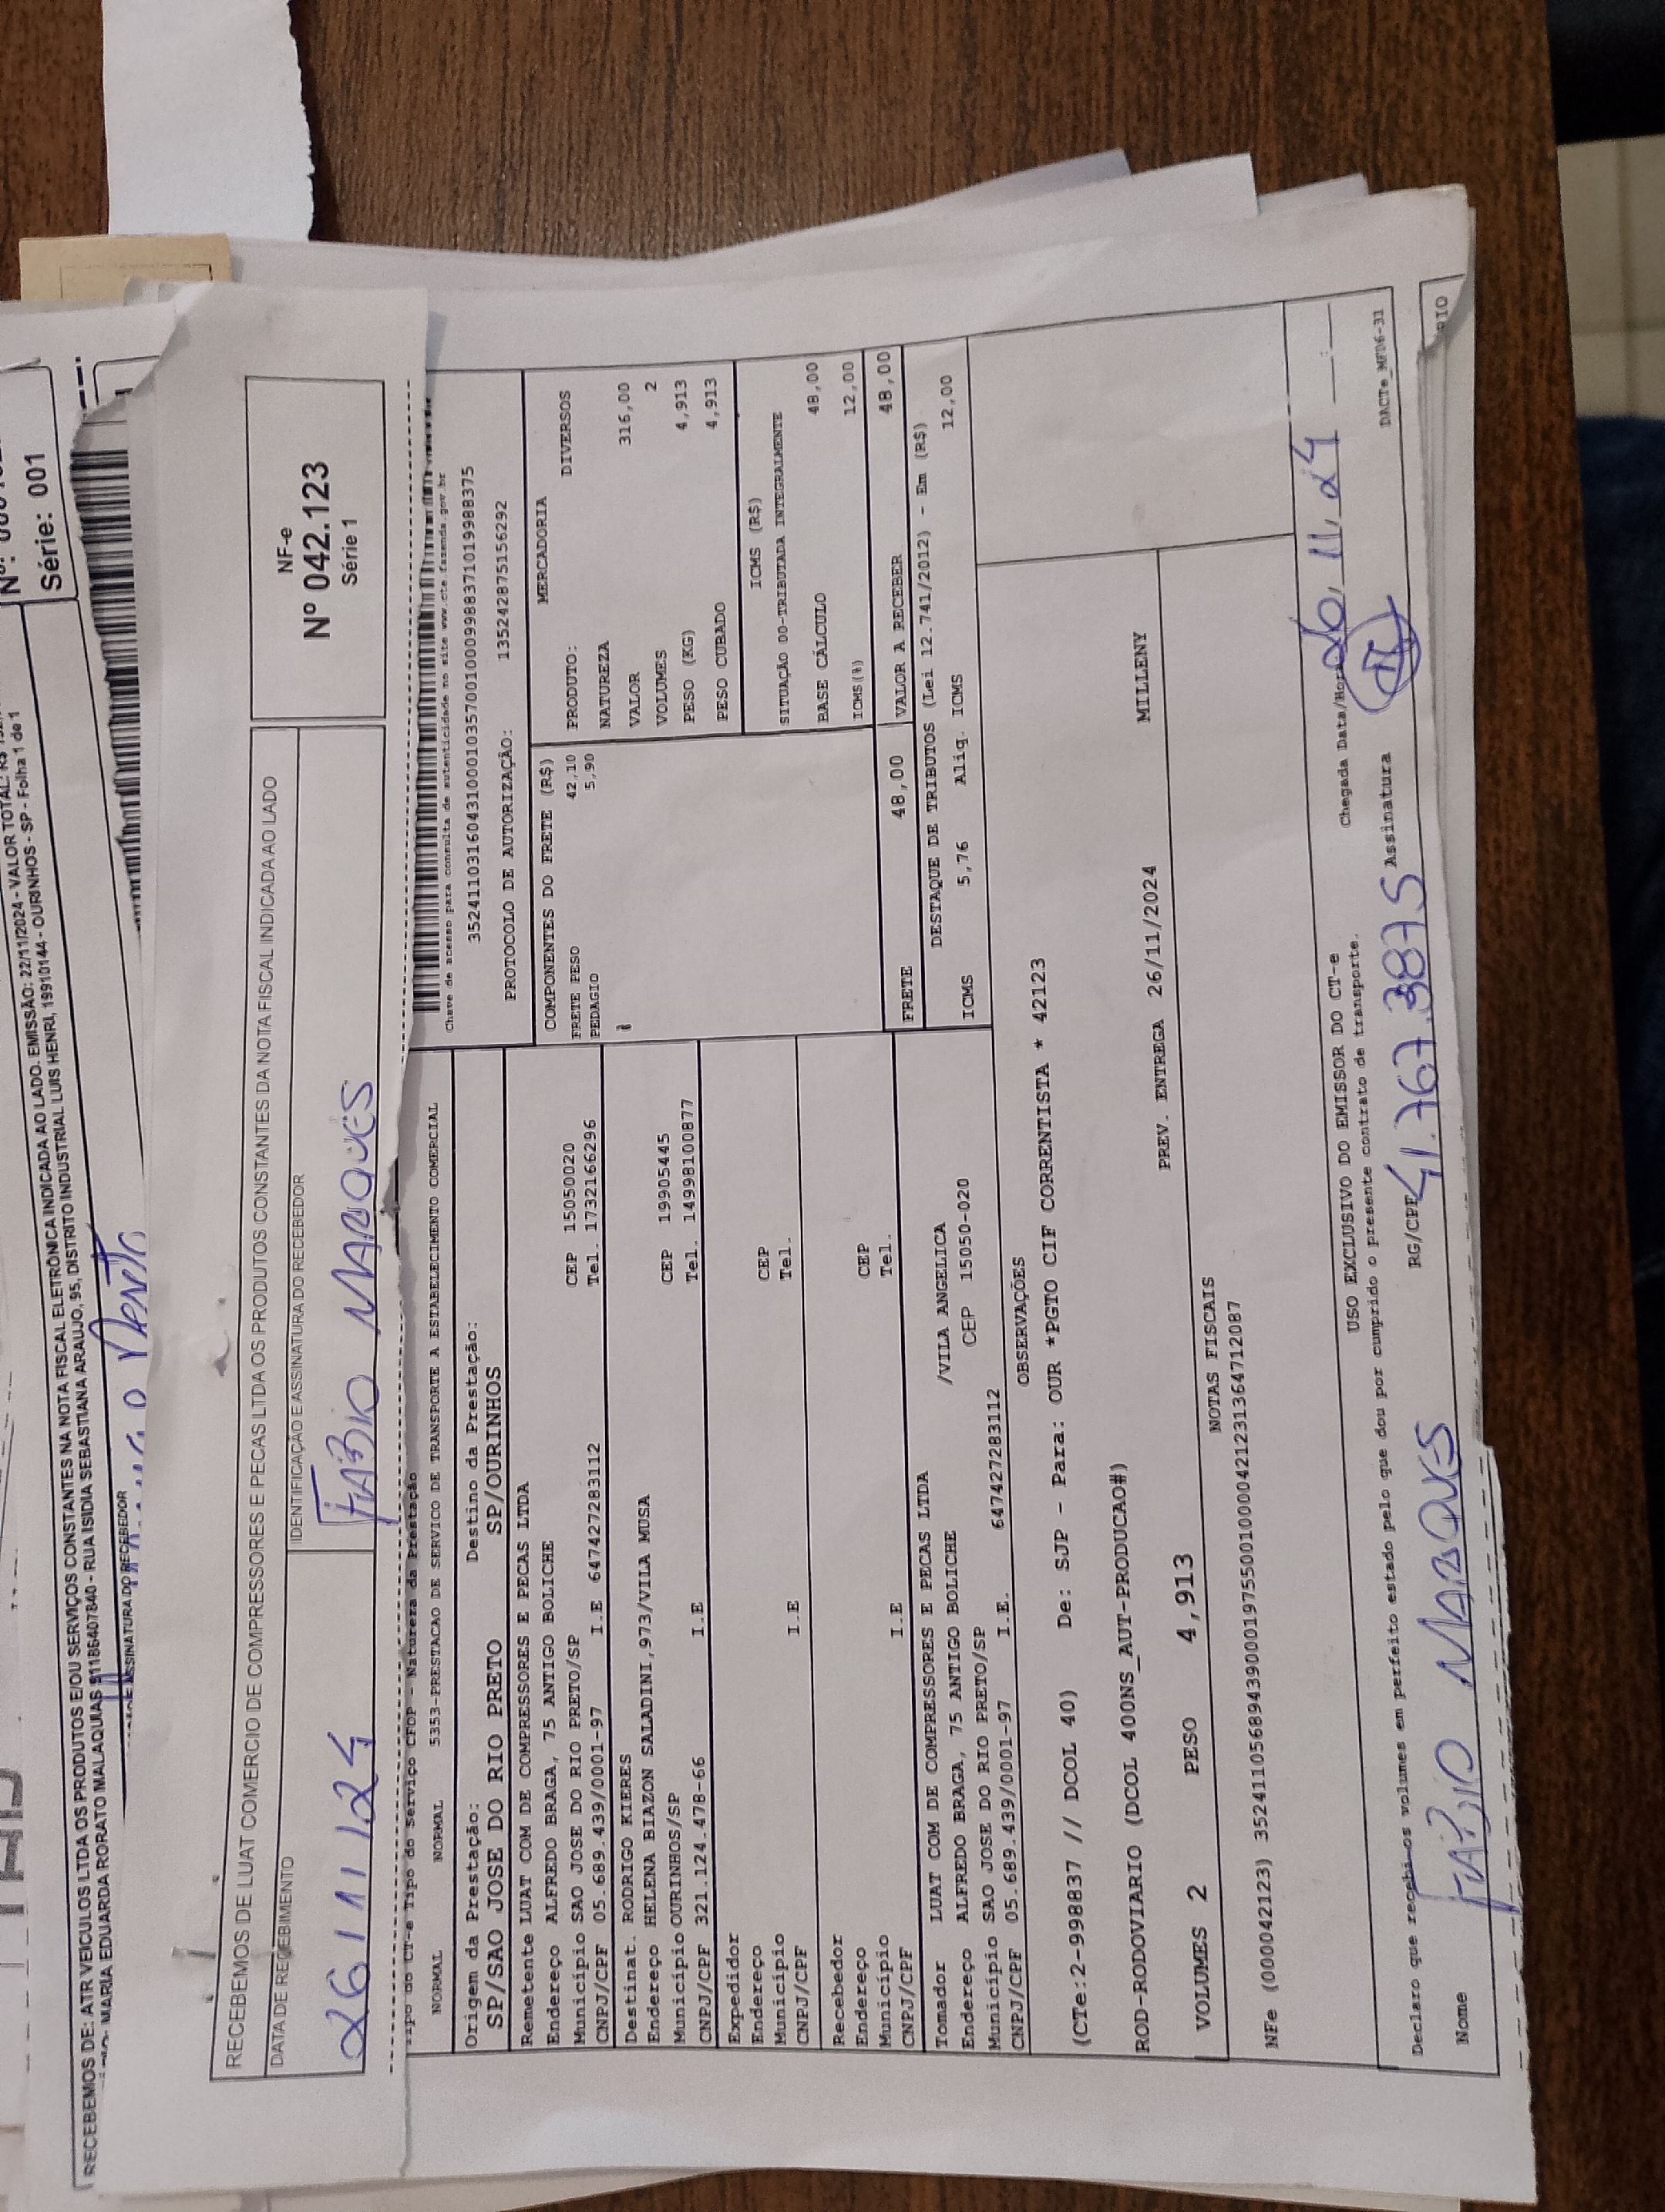 Série: 001
RECEBEMOS DE: ATR VEICULOS LTDA OS PRODUTOS E/OU SERVIÇOS CONSTANTES NA NOTA FISCAL ELETRÔNICA INDICADA AO LADO. EMISSÃO: 22/11/2024 - VALOR TOTAL: R$
MARIA EDUARDA RORATO MALAQUIAS 51186407840 - RUA ISIDIA SEBASTIANA ARAUJO, 95, DISTRITO INDUSTRIAL LUIS HENRI, 19910144 - OURINHOS - SP - Folha 1 de 1
ASSINATURA DO RECEBEDOR
RECEBEMOS DE LUAT COMERCIO DE COMPRESSORES E PECAS LTDA OS PRODUTOS CONSTANTES DA NOTA FISCAL INDICADA AO LADO
DATA DE RECEBIMENTO
26/11/24
IDENTIFICAÇÃO E ASSINATURA DO RECEBEDOR
FABIO MARQUES
NF-e
Nº 042.123
Série 1
Tipo do CT-e Tipo do Serviço CFOP - Natureza da Prestação
NORMAL NORMAL 5353-PRESTACAO DE SERVICO DE TRANSPORTE A ESTABELECIMENTO COMERCIAL
Chave de acesso para consulta de autenticidade no site www.cte.fazenda.gov.br
35241103160431000103570010009988371019988375
PROTOCOLO DE AUTORIZAÇÃO: 135242875156292
Origem da Prestação: Destino da Prestação:
SP/SAO JOSE DO RIO PRETO SP/OURINHOS
Remetente LUAT COM DE COMPRESSORES E PECAS LTDA
Endereço ALFREDO BRAGA, 75 ANTIGO BOLICHE CEP 15050020
Município SAO JOSE DO RIO PRETO/SP Tel. 1732166296
CNPJ/CPF 05.689.439/0001-97 I.E 647427283112
Destinat. RODRIGO KIERES
Endereço HELENA BIAZON SALADINI,973/VILA MUSA CEP 19905445
Município OURINHOS/SP Tel. 14998100877
CNPJ/CPF 321.124.478-66 I.E
Expedidor
Endereço CEP
Município Tel.
CNPJ/CPF I.E
Recebedor
Endereço CEP
Município Tel.
CNPJ/CPF I.E
Tomador LUAT COM DE COMPRESSORES E PECAS LTDA /VILA ANGELICA
Endereço ALFREDO BRAGA, 75 ANTIGO BOLICHE CEP 15050-020
Município SAO JOSE DO RIO PRETO/SP
CNPJ/CPF 05.689.439/0001-97 I.E. 647427283112
COMPONENTES DO FRETE (R$)
FRETE PESO 42,10
PEDAGIO 5,90
MERCADORIA
PRODUTO: DIVERSOS
NATUREZA
VALOR 316,00
VOLUMES 2
PESO (KG) 4,913
PESO CUBADO 4,913
ICMS (R$)
SITUAÇÃO 00-TRIBUTADA INTEGRALMENTE
BASE CÁLCULO 48,00
ICMS(%) 12,00
FRETE 48,00 VALOR A RECEBER 48,00
DESTAQUE DE TRIBUTOS (Lei 12.741/2012) - Em (R$)
ICMS 5,76 Aliq. ICMS 12,00
OBSERVAÇÕES
(CTe:2-998837 // DCOL 40) De: SJP - Para: OUR *PGTO CIF CORRENTISTA * 42123
ROD-RODOVIARIO (DCOL 400NS_AUT-PRODUCAO#)
PREV. ENTREGA 26/11/2024 MILLENY
VOLUMES 2 PESO 4,913
NOTAS FISCAIS
NFe (000042123) 35241105689439000197550010000421231364712087
USO EXCLUSIVO DO EMISSOR DO CT-e
Declaro que recebi os volumes em perfeito estado pelo que dou por cumprido o presente contrato de transporte.
Chegada Data/Hora 26/11/24
Nome FABIO MARQUES RG/CPF 41.767.387 5 Assinatura
DACTe_MFD6-31